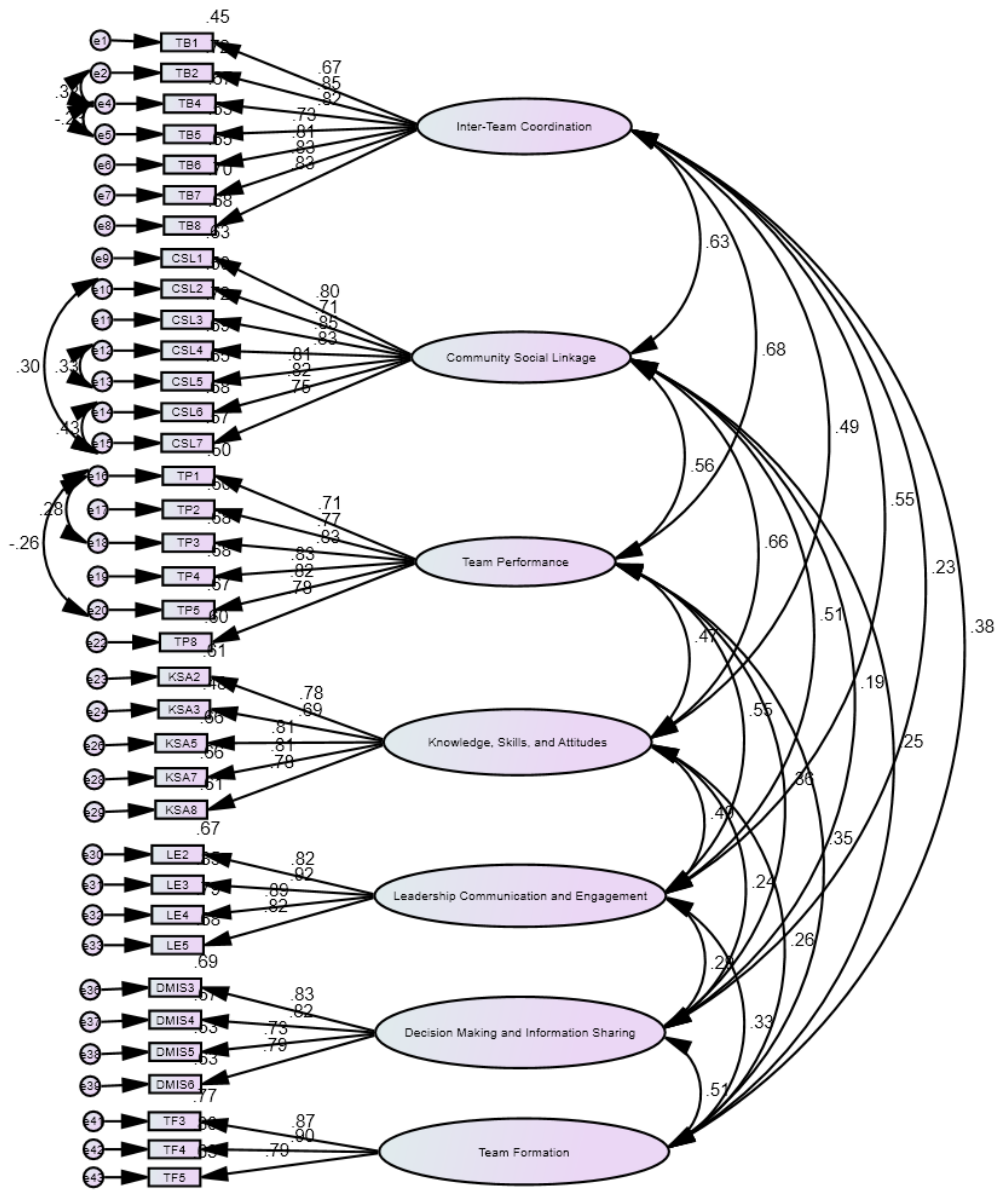 .45
e1 TB1
e2 TB2
e4 TB4
e5 TB5
e6 TB6
e7 TB7
e8 TB8
.67
.85
.82
.73
.81
.83
.83
Inter-Team Coordination
e9 CSL1
e10 CSL2
e11 CSL3
e12 CSL4
e13 CSL5
e14 CSL6
e15 CSL7
.30
.33
.43
.80
.71
.85
.83
.81
.82
.75
Community Social Linkage
.50
e16 TP1
e17 TP2
e18 TP3
e19 TP4
e20 TP5
e22 TP8
.28
-.26
.71
.77
.83
.83
.82
.78
Team Performance
.60
.61
e23 KSA2
e24 KSA3
e26 KSA5
e28 KSA7
e29 KSA8
.78
.69
.81
.81
.78
Knowledge, Skills, and Attitudes
.67
e30 LE2
e31 LE3
e32 LE4
e33 LE5
.82
.92
.89
.82
Leadership Communication and Engagement
.69
e36 DMIS3
e37 DMIS4
e38 DMIS5
e39 DMIS6
.83
.82
.73
.79
Decision Making and Information Sharing
.77
e41 TF3
e42 TF4
e43 TF5
.87
.90
.79
Team Formation
.63
.68
.49
.55
.23
.38
.56
.66
.51
.19
.25
.47
.55
.36
.35
.49
.24
.26
.33
.51